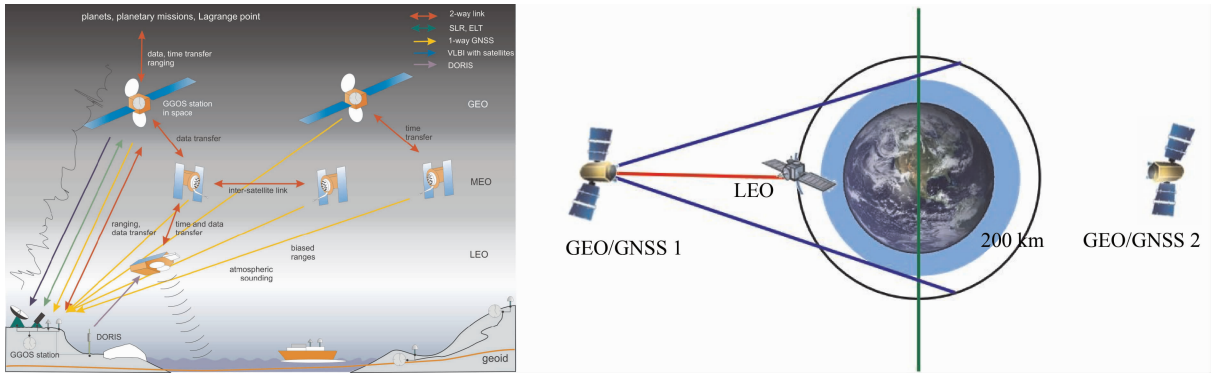 planets, planetary missions, Lagrange point
2-way link
SLR, ELT
1-way GNSS
VLBI with satellites
DORIS
data, time transfer
ranging
GGOS station
in space
GEO
data transfer
time
transfer
MEO
inter-satellite link
ranging,
data transfer
time and data
transfer
biased
ranges
LEO
atmospheric
sounding
DORIS
GGOS station
geoid
LEO
GEO/GNSS 1
200 km
GEO/GNSS 2